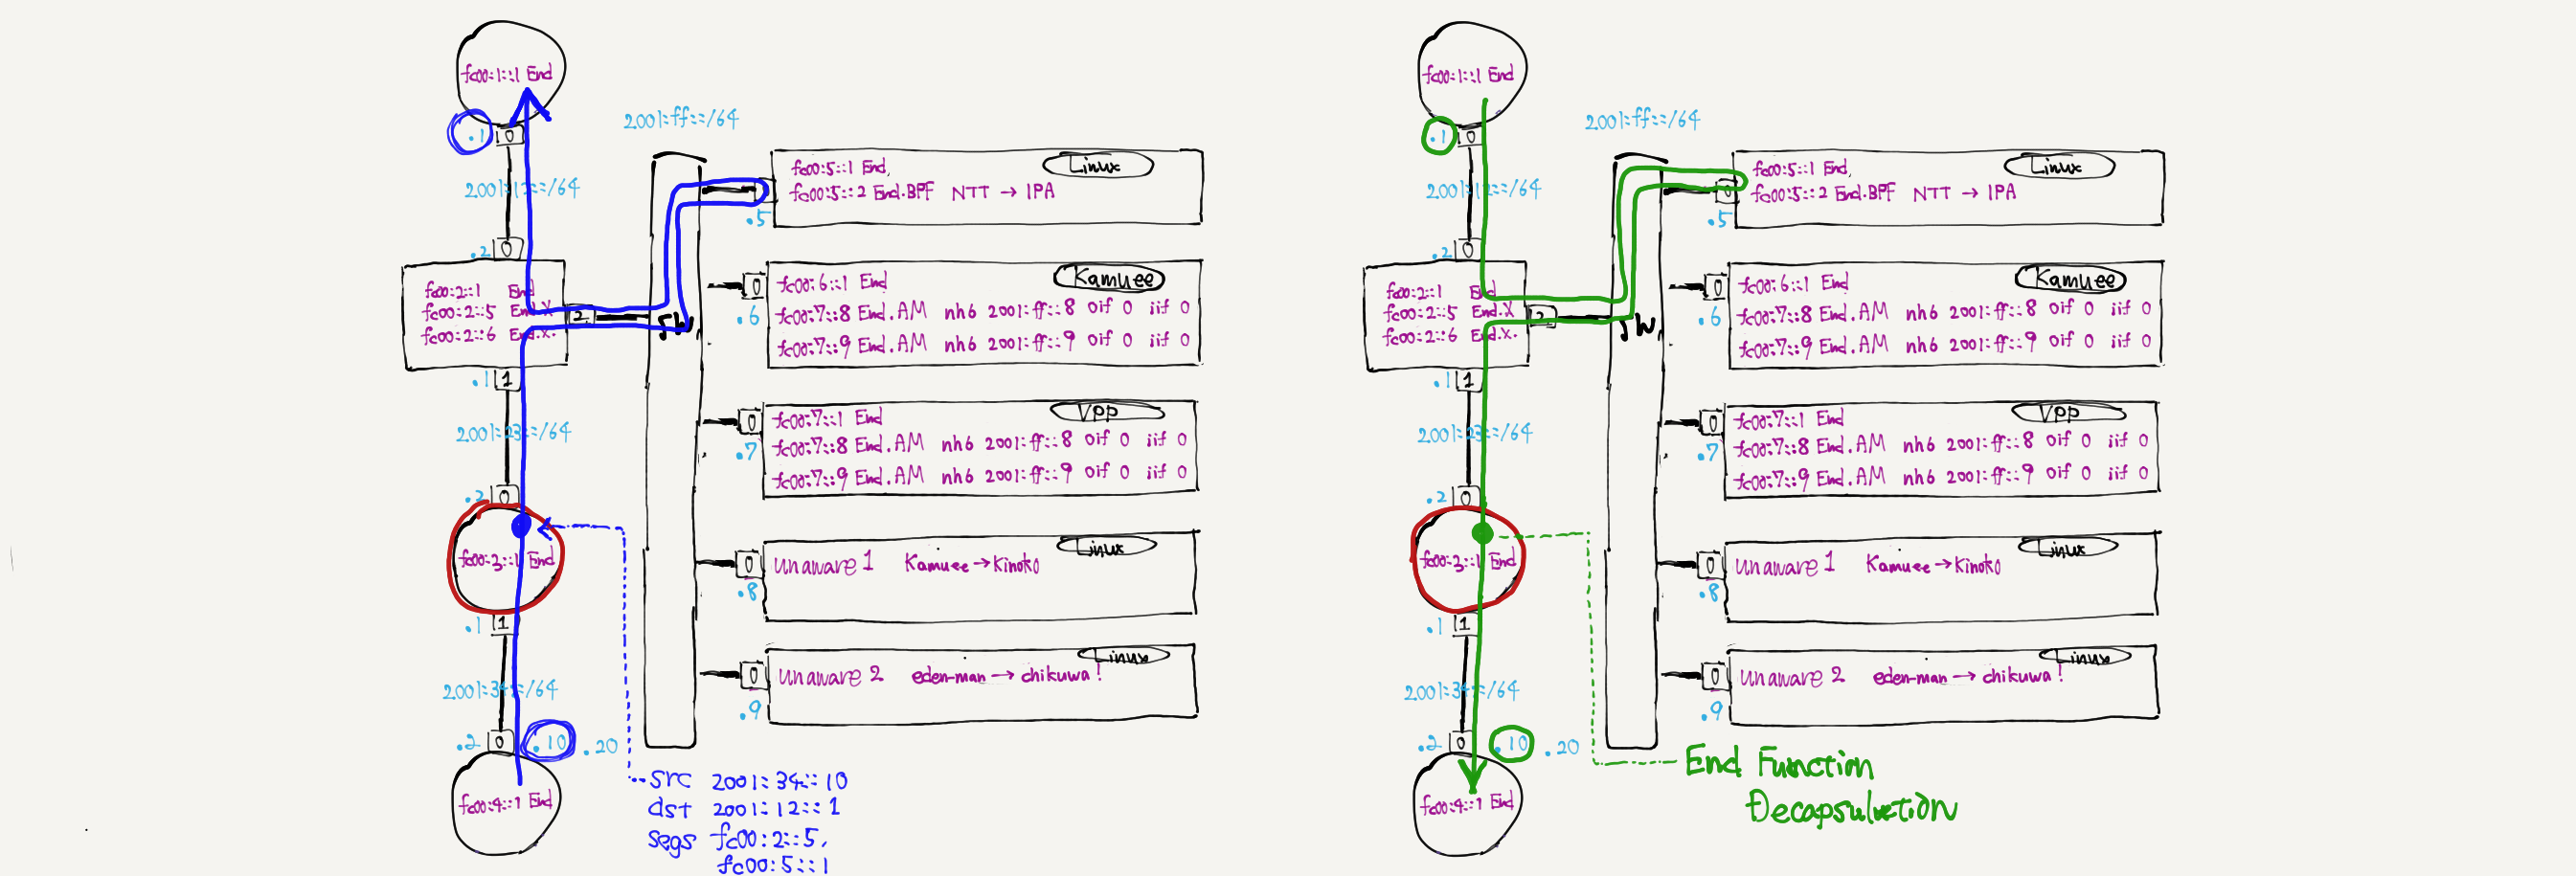 fc00:1::1 End
.1
0
2001:12::/64
2001:ff::/64
.2
0
fc00:2::1 End
fc00:2::5 End.X
fc00:2::6 End.X.
2
SW
.1
1
2001:23::/64
.2
0
fc00:3::1 End
.1
1
2001:34::/64
.2
0
.10
.20
fc00:4::1 End
Linux
fc00:5::1 End,
fc00:5::2 End.BPF NTT → IPA
.5
Kamuee
0
fc00:6::1 End
fc00:7::8 End.AM nh6 2001:ff::8 oif 0 iif 0
fc00:7::9 End.AM nh6 2001:ff::9 oif 0 iif 0
.6
Vpp
0
fc00:7::1 End
fc00:7::8 End.AM nh6 2001:ff::8 oif 0 iif 0
fc00:7::9 End.AM nh6 2001:ff::9 oif 0 iif 0
.7
Linux
0
unaware 1 Kamuee → Kinoko
.8
Linux
0
unaware 2 eden-man → chikuwa!
.9
src 2001:34::10
dst 2001:12::1
segs fc00:2::5,
fc00:5::1
fc00:1::1 End
.1
0
2001:12::/64
2001:ff::/64
.2
0
fc00:2::1 End
fc00:2::5 End.X
fc00:2::6 End.X.
2
SW
.1
1
2001:23::/64
.2
0
fc00:3::1 End
.1
1
2001:34::/64
.2
0
.10
.20
fc00:4::1 End
Linux
fc00:5::1 End,
fc00:5::2 End.BPF NTT → IPA
0
.5
Kamuee
0
fc00:6::1 End
fc00:7::8 End.AM nh6 2001:ff::8 oif 0 iif 0
fc00:7::9 End.AM nh6 2001:ff::9 oif 0 iif 0
.6
Vpp
0
fc00:7::1 End
fc00:7::8 End.AM nh6 2001:ff::8 oif 0 iif 0
fc00:7::9 End.AM nh6 2001:ff::9 oif 0 iif 0
.7
Linux
0
unaware 1 Kamuee → Kinoko
.8
Linux
0
unaware 2 eden-man → chikuwa!
.9
End Function
Decapsulation